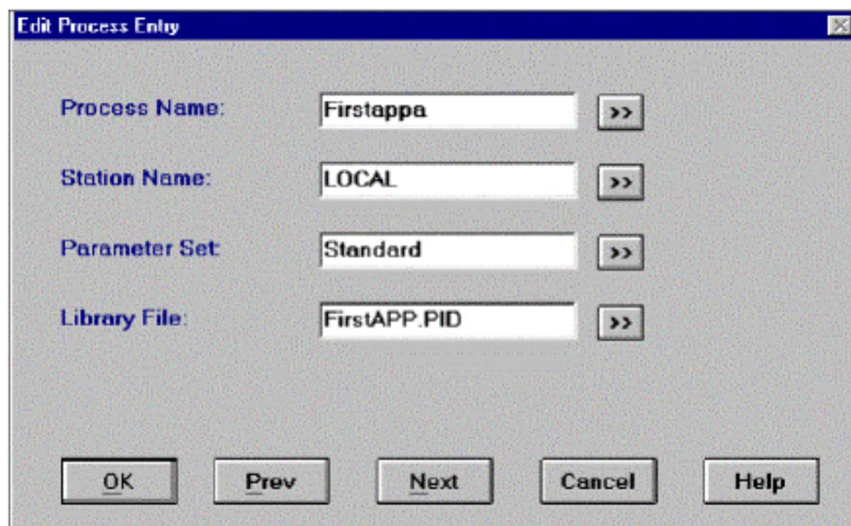 Edit Process Entry
Process Name: Firstappa >>
Station Name: LOCAL >>
Parameter Set: Standard >>
Library File: FirstAPP.PID >>
OK Prev Next Cancel Help